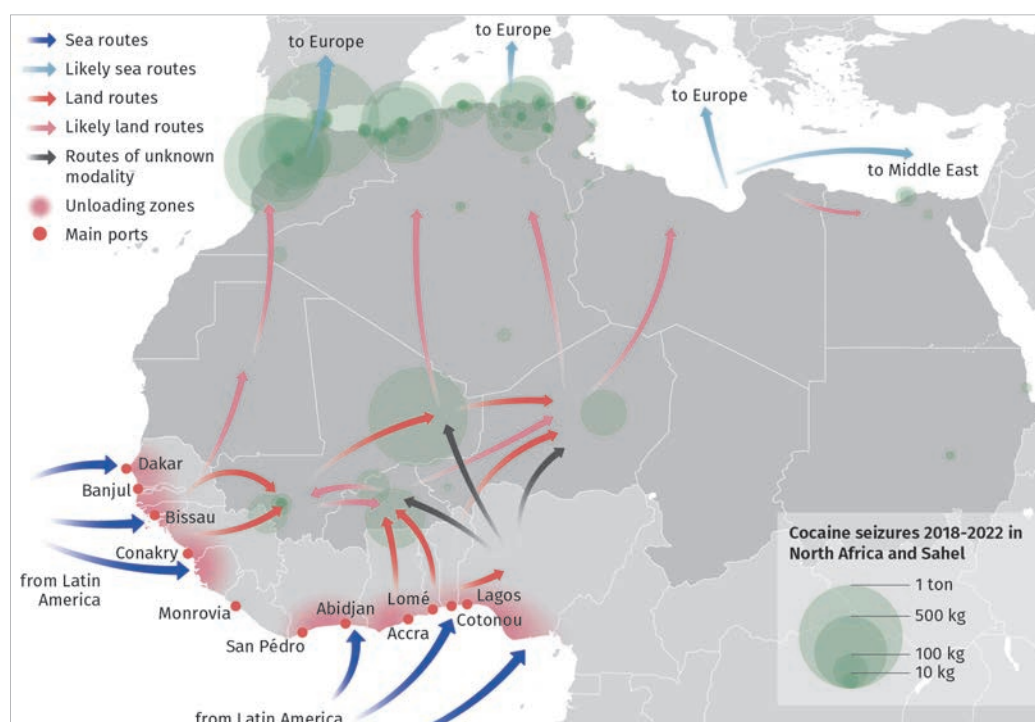 Sea routes
Likely sea routes
Land routes
Likely land routes
Routes of unknown
modality
Unloading zones
Main ports
to Europe
to Europe
to Europe
to Middle East
Dakar
Banjul
Bissau
Conakry
from Latin
America
Monrovia
San Pédro
Abidjan
Lomé
Accra
Lagos
Cotonou
from Latin America
Cocaine seizures 2018-2022 in
North Africa and Sahel
1 ton
500 kg
100 kg
10 kg